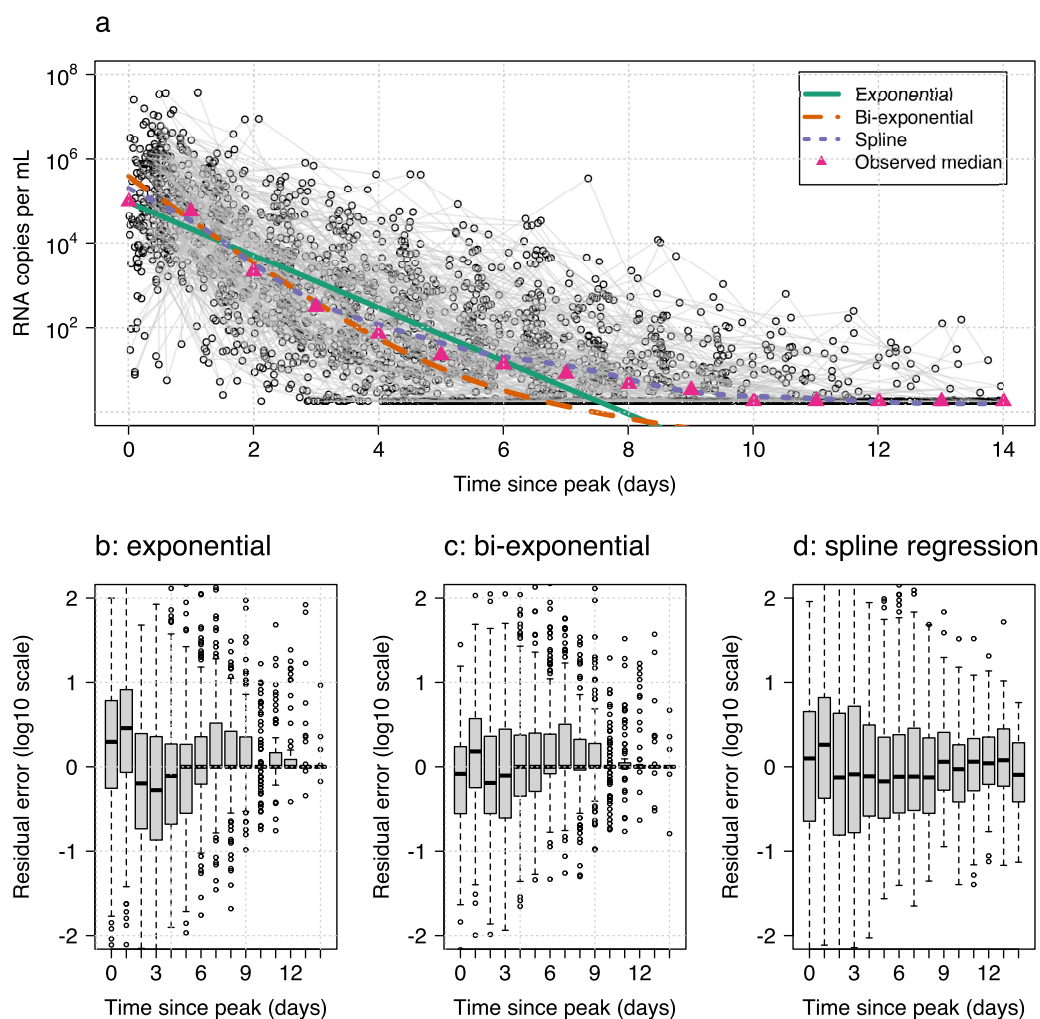 a
10^8
10^6
10^4
10^2
RNA copies per mL
Exponential
Bi-exponential
Spline
Observed median
0 2 4 6 8 10 12 14
Time since peak (days)
b: exponential
2
1
0
-1
-2
Residual error (log10 scale)
0 3 6 9 12
Time since peak (days)
c: bi-exponential
2
1
0
-1
-2
Residual error (log10 scale)
0 3 6 9 12
Time since peak (days)
d: spline regression
2
1
0
-1
-2
Residual error (log10 scale)
0 3 6 9 12
Time since peak (days)